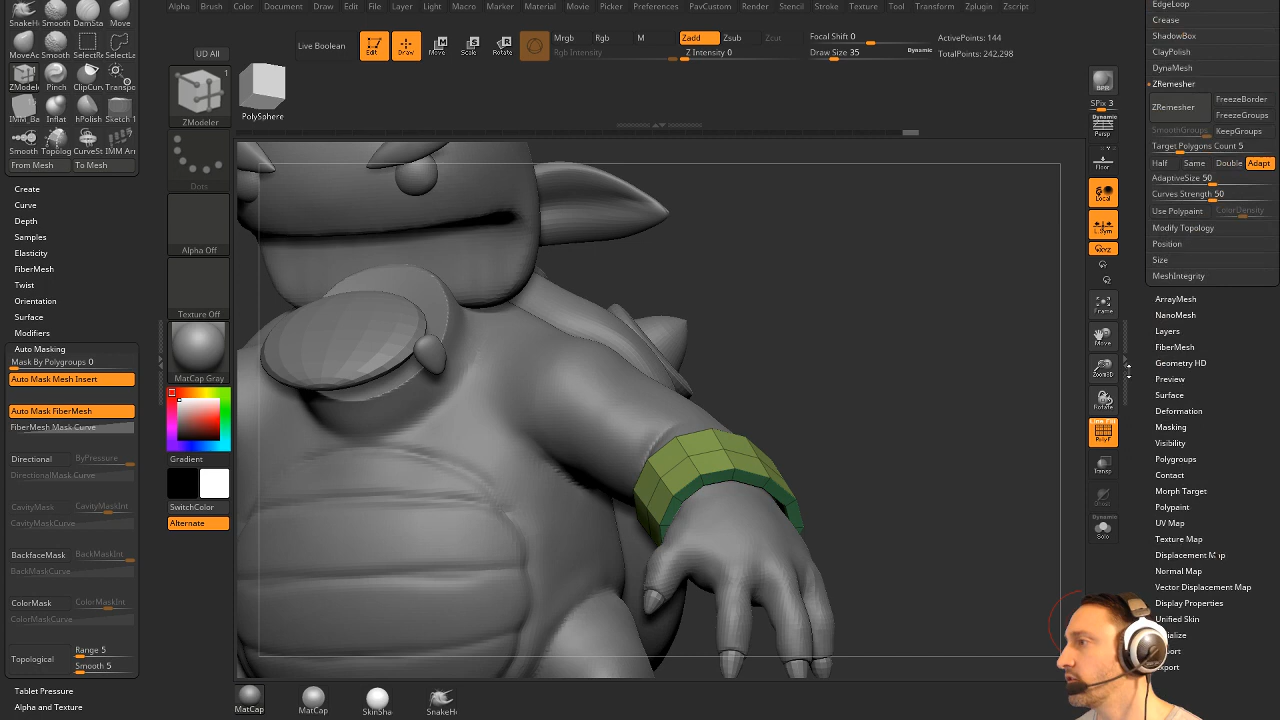 Alpha Brush Color Document Draw Edit File Layer Light Macro Marker Material Movie Picker Preferences PavCustom Render Stencil Stroke Texture Tool Transform Zplugin Zscript
SnakeHo Smooth DamSta Move
MoveAc Smooth SelectRe SelectLa
ZModele Pinch ClipCurv Transpo
IMM_Ba Inflat hPolish Sketch 1
Smooth Topolog CurveSt IMM Arr
From Mesh To Mesh
Create
Curve
Depth
Samples
Elasticity
FiberMesh
Twist
Orientation
Surface
Modifiers
Auto Masking
Mask By Polygroups 0
Auto Mask Mesh Insert
Auto Mask FiberMesh
FiberMesh Mask Curve
Directional ByPressure
DirectionalMask Curve
CavityMask CavityMaskInt
CavityMaskCurve
BackfaceMask BackMaskInt
BackMaskCurve
ColorMask ColorMaskInt
ColorMaskCurve
Topological Range 5
Smooth 5
Tablet Pressure
Alpha and Texture
UD All
1
ZModeler
Dots
Alpha Off
Texture Off
MatCap Gray
Gradient
SwitchColor
Alternate
Live Boolean
Edit Draw Move Scale Rotate
Mrgb Rgb M
Rgb Intensity
Zadd Zsub Zcut
Z Intensity 0
Focal Shift 0
Draw Size 35 Dynamic
ActivePoints: 144
TotalPoints: 242,298
PolySphere
MatCap MatCap SkinSha SnakeHo
BPR
SPix 3
Dynamic
Persp
Floor
Local
L.Sym
Frame
Move
Zoom3D
Rotate
Line Fill
PolyF
Transp
Ghost
Dynamic
Solo
EdgeLoop
Crease
ShadowBox
ClayPolish
DynaMesh
ZRemesher
ZRemesher FreezeBorder
FreezeGroups
SmoothGroups KeepGroups
Target Polygons Count 5
Half Same Double Adapt
AdaptiveSize 50
Curves Strength 50
Use Polypaint ColorDensity
Modify Topology
Position
Size
MeshIntegrity
ArrayMesh
NanoMesh
Layers
FiberMesh
Geometry HD
Preview
Surface
Deformation
Masking
Visibility
Polygroups
Contact
Morph Target
Polypaint
UV Map
Texture Map
Displacement Map
Normal Map
Vector Displacement Map
Display Properties
Unified Skin